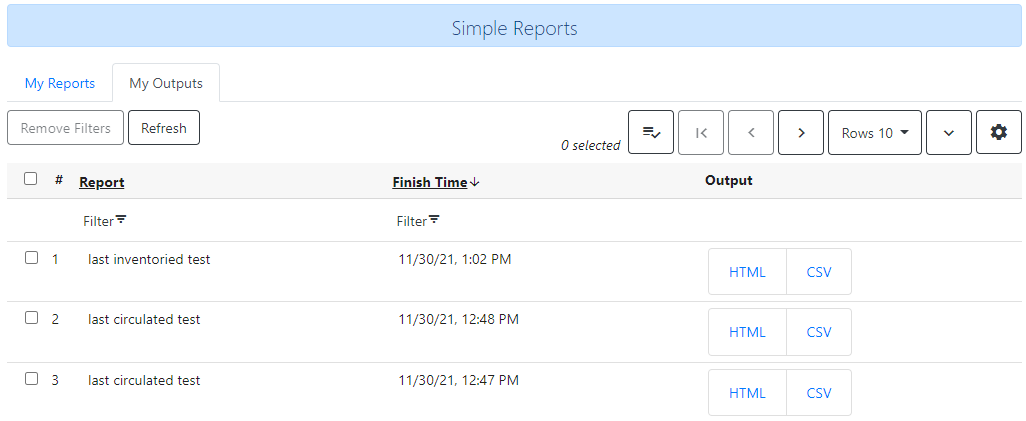 Simple Reports
My Reports My Outputs
Remove Filters Refresh 0 selected Rows 10
# Report Finish Time Output
Filter Filter
1 last inventoried test 11/30/21, 1:02 PM HTML CSV
2 last circulated test 11/30/21, 12:48 PM HTML CSV
3 last circulated test 11/30/21, 12:47 PM HTML CSV